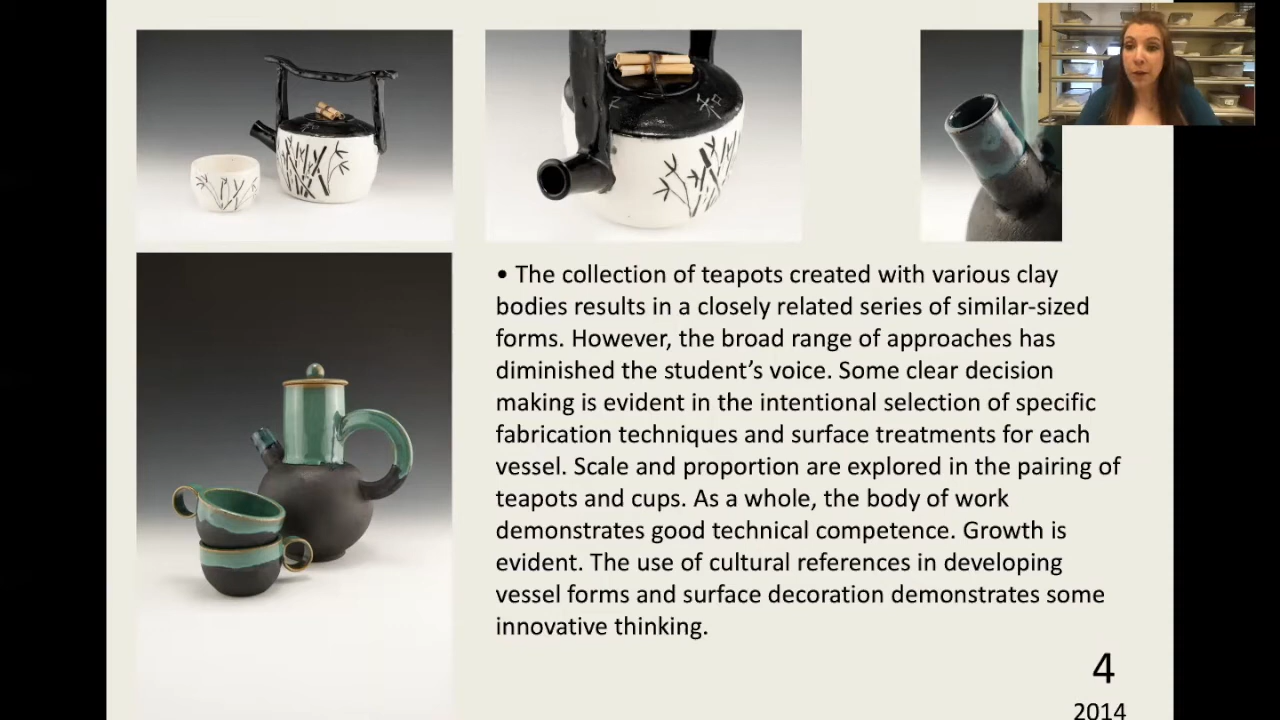 • The collection of teapots created with various clay
bodies results in a closely related series of similar-sized
forms. However, the broad range of approaches has
diminished the student’s voice. Some clear decision
making is evident in the intentional selection of specific
fabrication techniques and surface treatments for each
vessel. Scale and proportion are explored in the pairing of
teapots and cups. As a whole, the body of work
demonstrates good technical competence. Growth is
evident. The use of cultural references in developing
vessel forms and surface decoration demonstrates some
innovative thinking.
4
2014